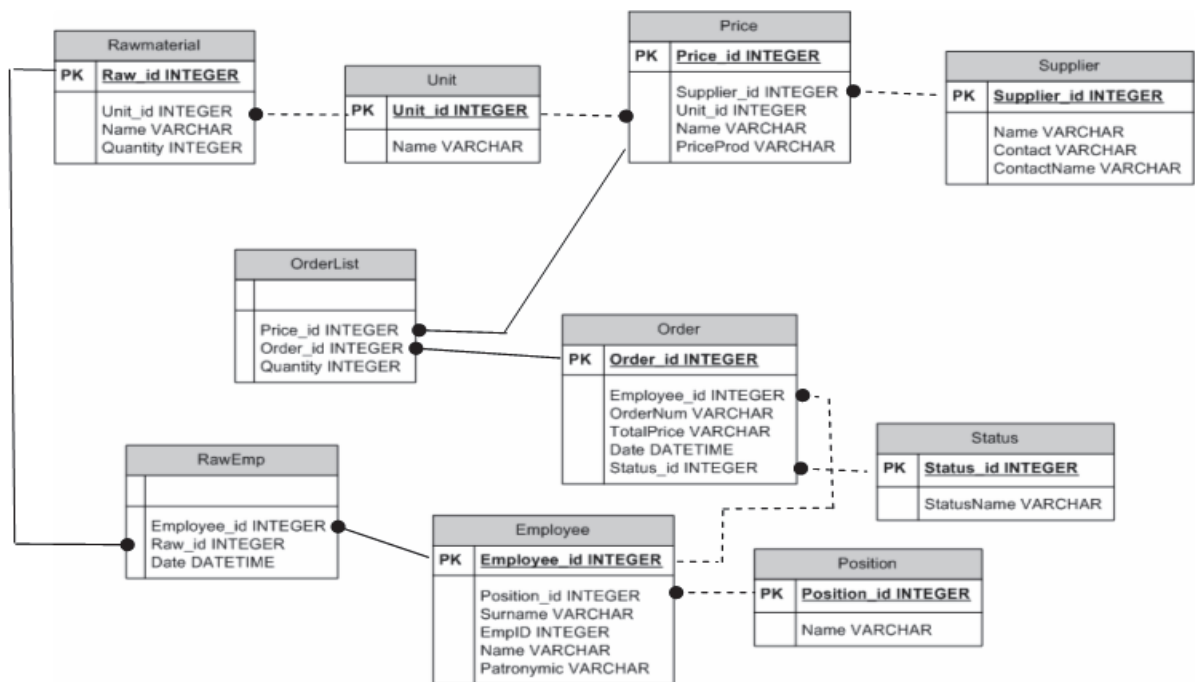 Rawmaterial
PK Raw_id INTEGER
Unit_id INTEGER
Name VARCHAR
Quantity INTEGER
Unit
PK Unit_id INTEGER
Name VARCHAR
Price
PK Price_id INTEGER
Supplier_id INTEGER
Unit_id INTEGER
Name VARCHAR
PriceProd VARCHAR
Supplier
PK Supplier_id INTEGER
Name VARCHAR
Contact VARCHAR
ContactName VARCHAR
OrderList
Price_id INTEGER
Order_id INTEGER
Quantity INTEGER
Order
PK Order_id INTEGER
Employee_id INTEGER
OrderNum VARCHAR
TotalPrice VARCHAR
Date DATETIME
Status_id INTEGER
Status
PK Status_id INTEGER
StatusName VARCHAR
RawEmp
Employee_id INTEGER
Raw_id INTEGER
Date DATETIME
Employee
PK Employee_id INTEGER
Position_id INTEGER
Surname VARCHAR
EmpID INTEGER
Name VARCHAR
Patronymic VARCHAR
Position
PK Position_id INTEGER
Name VARCHAR